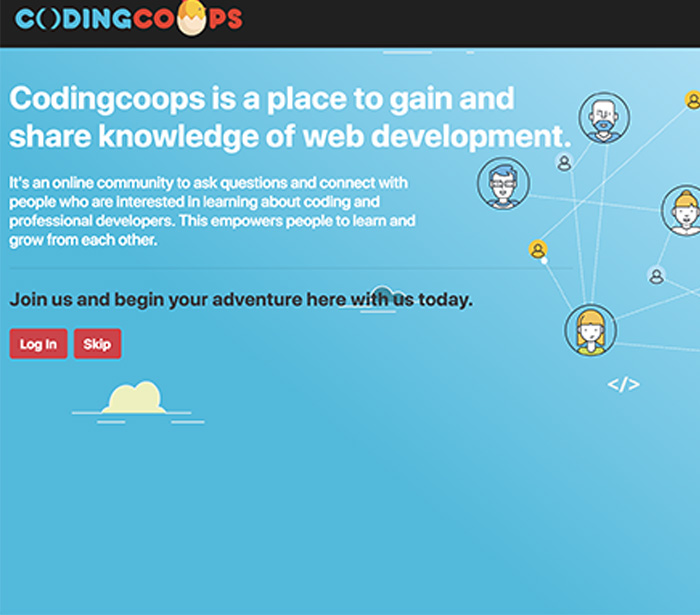 C()DINGCOOPS
Codingcoops is a place to gain and
share knowledge of web development.
It's an online community to ask questions and connect with
people who are interested in learning about coding and
professional developers. This empowers people to learn and
grow from each other.
Join us and begin your adventure here with us today.
Log In Skip
</>